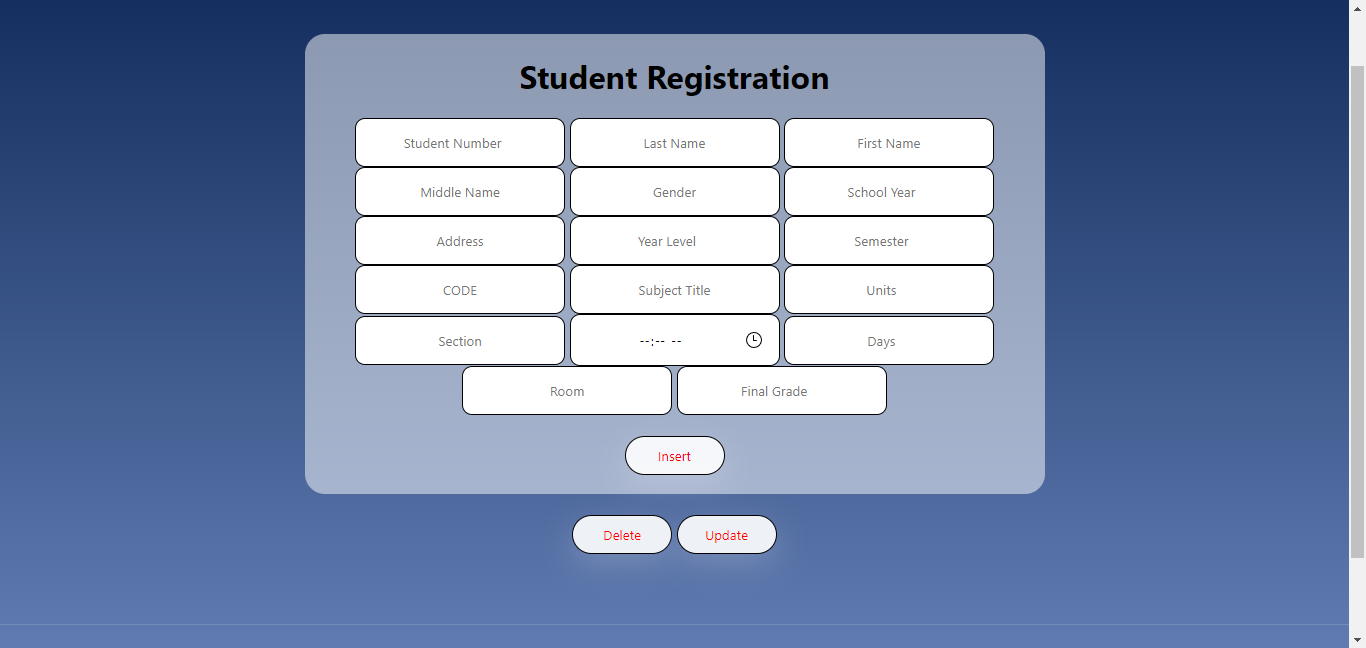 Student Registration
Student Number Last Name First Name
Middle Name Gender School Year
Address Year Level Semester
CODE Subject Title Units
Section --:-- -- Days
Room Final Grade
Insert
Delete Update